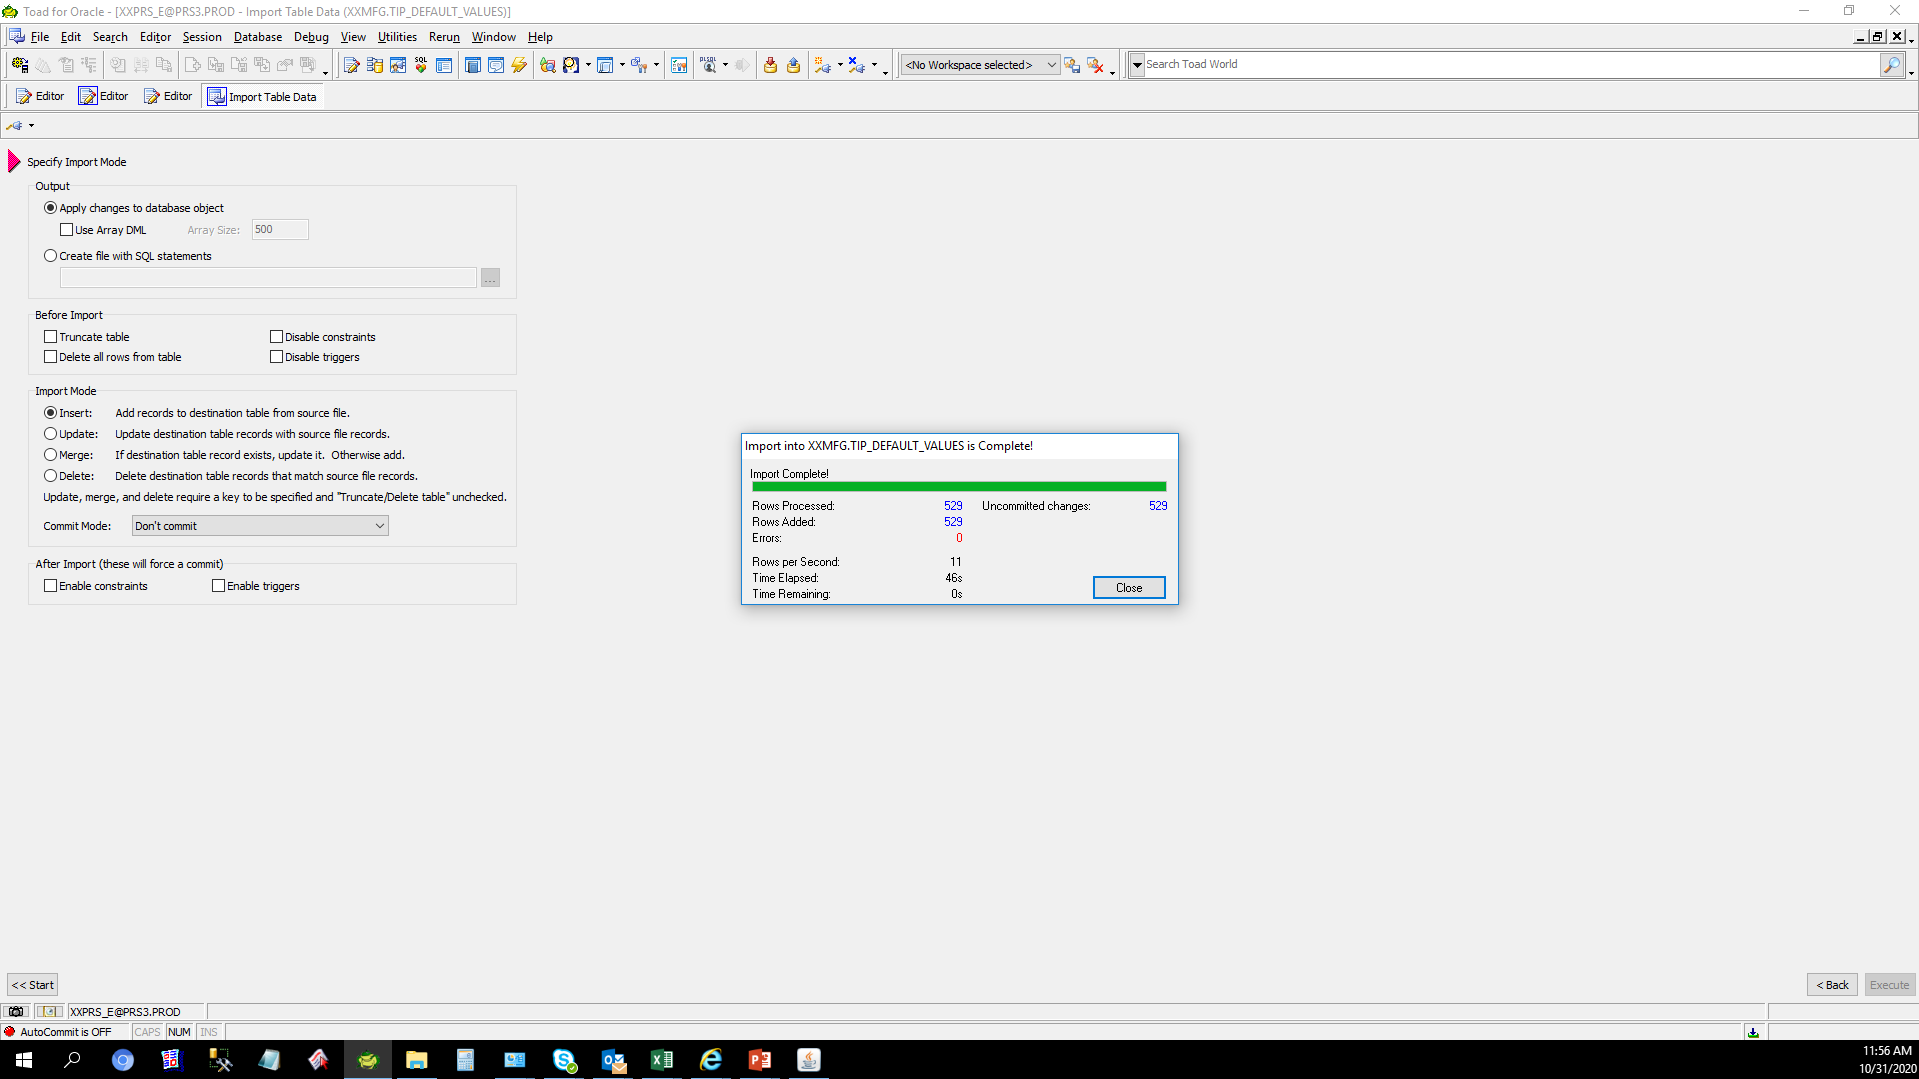 Toad for Oracle - [XXPRS_E@PRS3.PROD - Import Table Data (XXMFG.TIP_DEFAULT_VALUES)]
File Edit Search Editor Session Database Debug View Utilities Rerun Window Help
SQL <No Workspace selected> Search Toad World
Editor Editor Editor Import Table Data
Specify Import Mode
Output
Apply changes to database object
Use Array DML Array Size: 500
Create file with SQL statements
...
Before Import
Truncate table Disable constraints
Delete all rows from table Disable triggers
Import Mode
Insert: Add records to destination table from source file.
Update: Update destination table records with source file records.
Merge: If destination table record exists, update it. Otherwise add.
Delete: Delete destination table records that match source file records.
Update, merge, and delete require a key to be specified and "Truncate/Delete table" unchecked.
Commit Mode: Don't commit
After Import (these will force a commit)
Enable constraints Enable triggers
Import into XXMFG.TIP_DEFAULT_VALUES is Complete!
Import Complete!
Rows Processed: 529 Uncommitted changes: 529
Rows Added: 529
Errors: 0
Rows per Second: 11
Time Elapsed: 46s
Time Remaining: 0s
Close
<< Start < Back Execute
XXPRS_E@PRS3.PROD
AutoCommit is OFF CAPS NUM INS
11:56 AM
10/31/2020